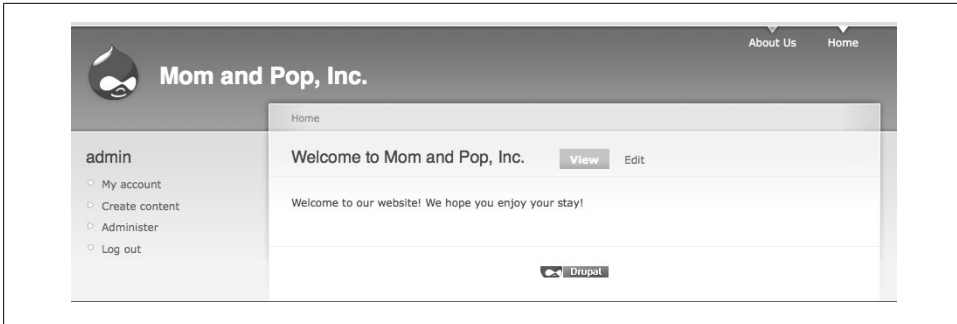 About Us Home
Mom and Pop, Inc.
Home
admin
My account
Create content
Administer
Log out
Welcome to Mom and Pop, Inc. View Edit
Welcome to our website! We hope you enjoy your stay!
Drupal